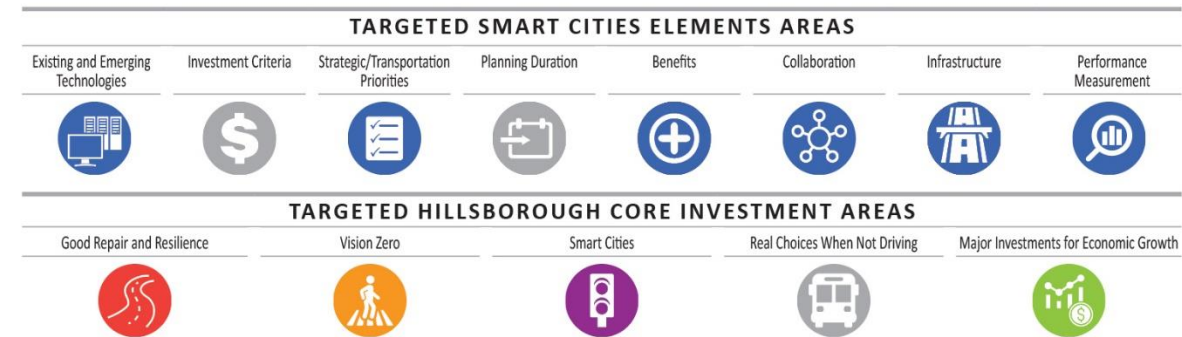 TARGETED SMART CITIES ELEMENTS AREAS
Existing and Emerging
Technologies
Investment Criteria
Strategic/Transportation
Priorities
Planning Duration
Benefits
Collaboration
Infrastructure
Performance
Measurement
$
TARGETED HILLSBOROUGH CORE INVESTMENT AREAS
Good Repair and Resilience
Vision Zero
Smart Cities
Real Choices When Not Driving
Major Investments for Economic Growth
$